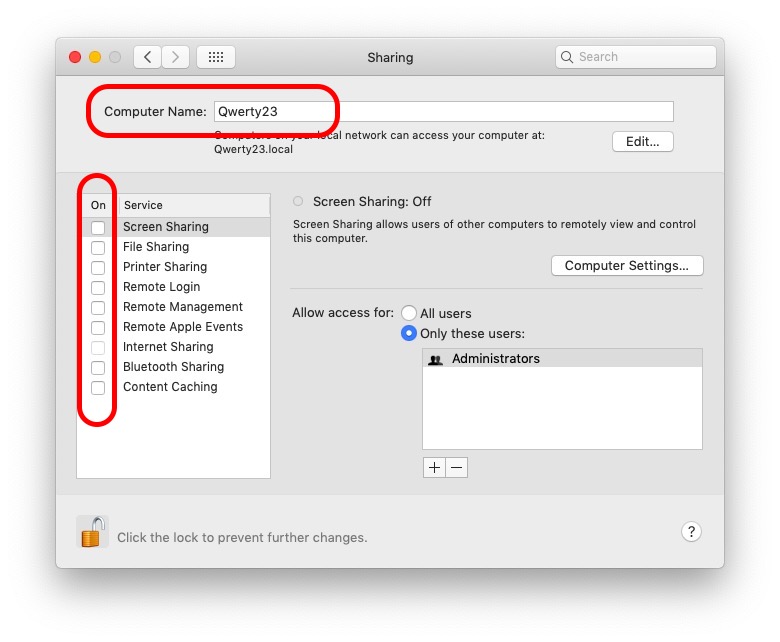 Sharing
Search
Computer Name: Qwerty23
Computers on your local network can access your computer at:
Qwerty23.local
Edit...
On Service
Screen Sharing
File Sharing
Printer Sharing
Remote Login
Remote Management
Remote Apple Events
Internet Sharing
Bluetooth Sharing
Content Caching
Screen Sharing: Off
Screen Sharing allows users of other computers to remotely view and control
this computer.
Computer Settings...
Allow access for: All users
Only these users:
Administrators
+ −
Click the lock to prevent further changes.
?